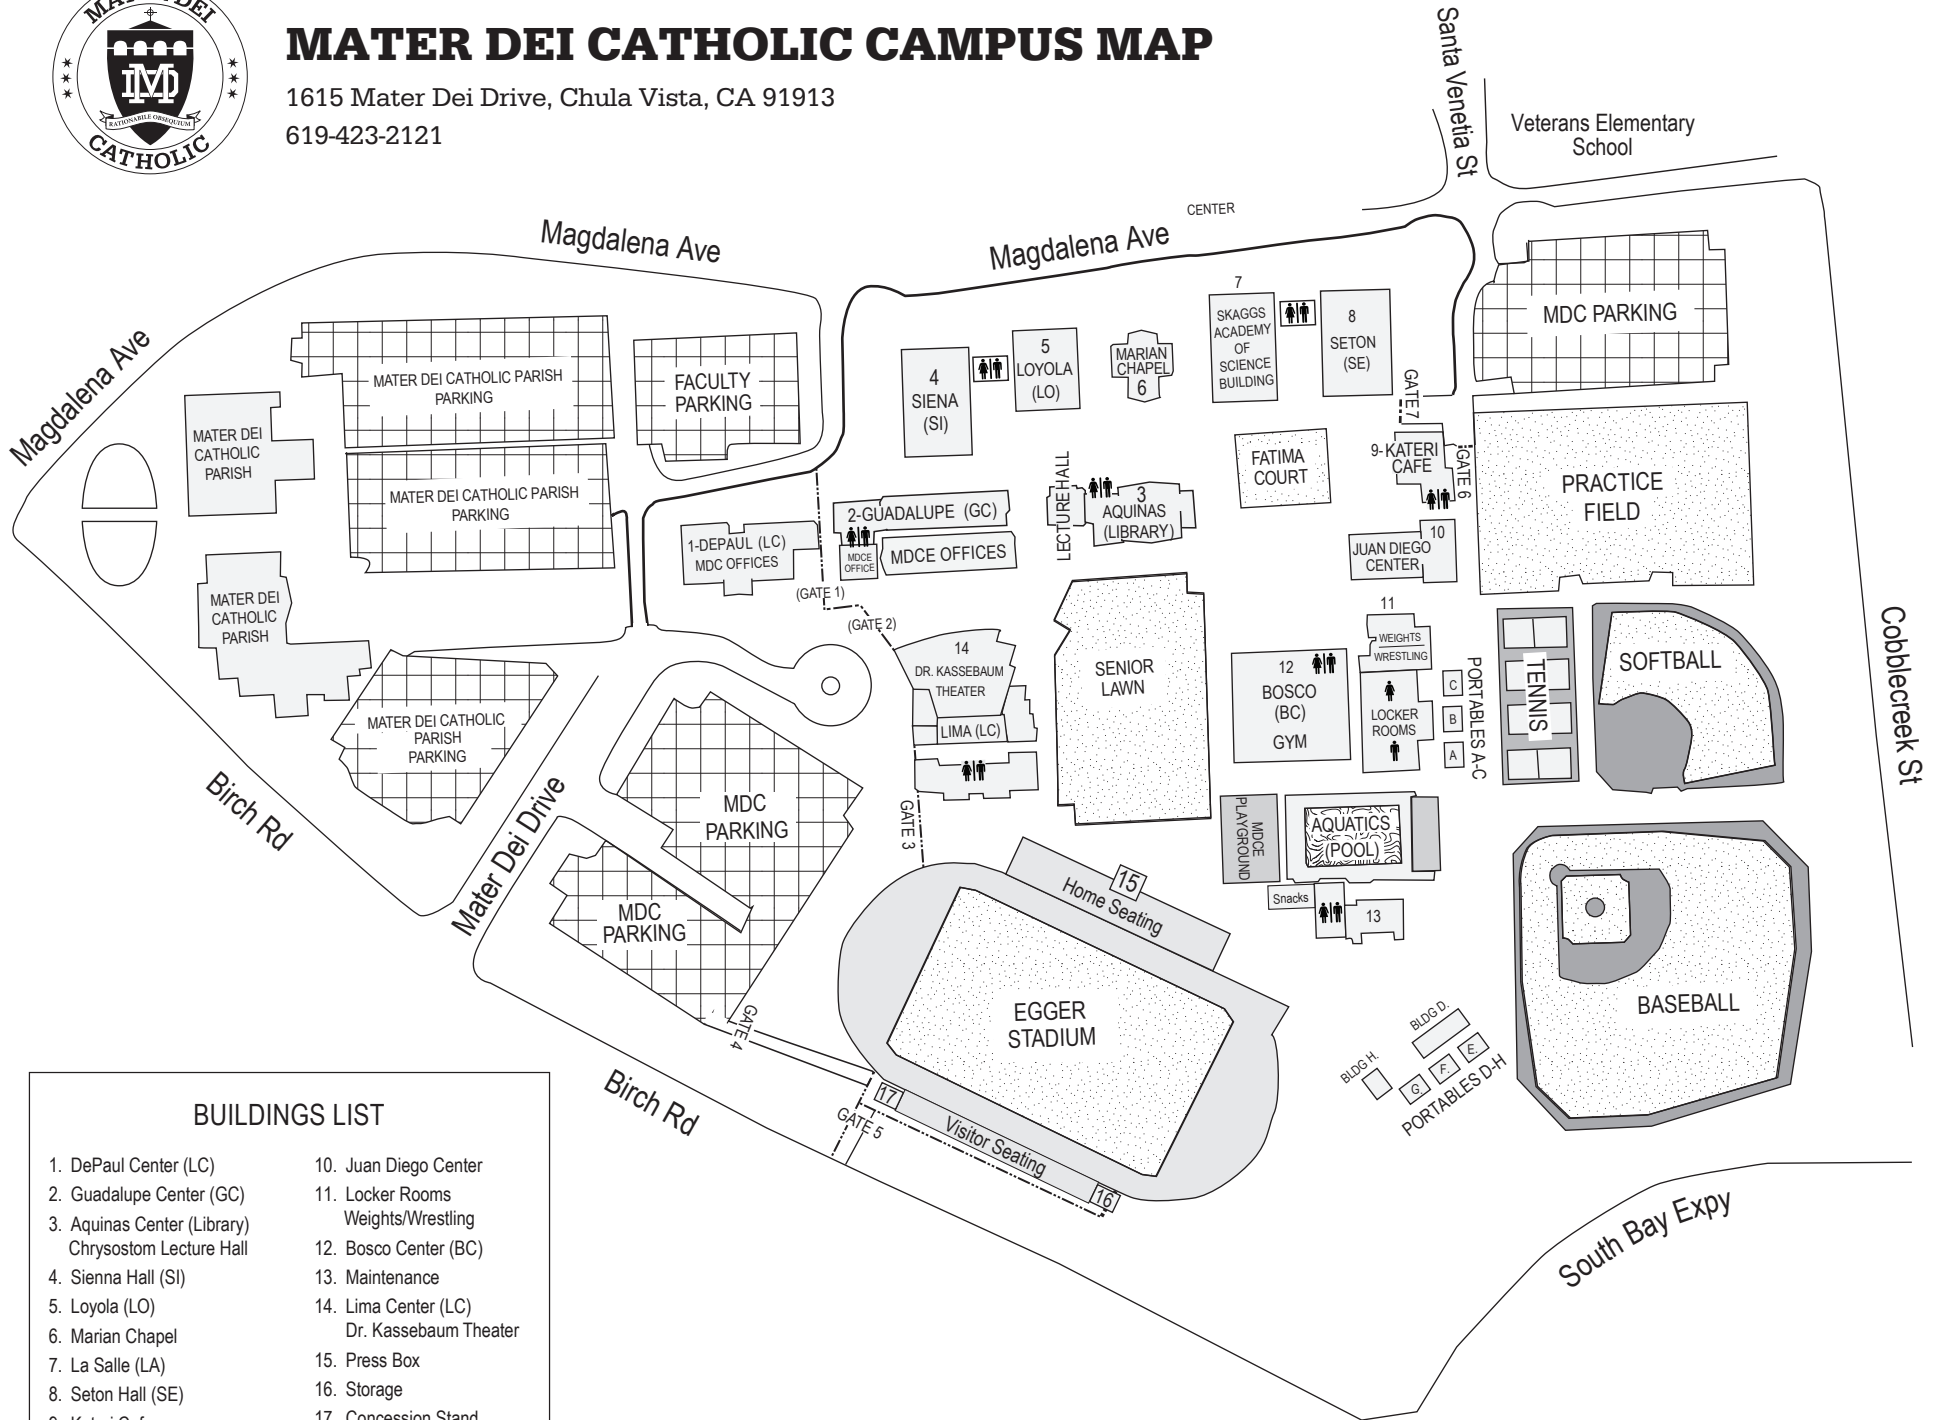 MATER DEI
RATIONABILE OBSEQUIUM
CATHOLIC
MATER DEI CATHOLIC CAMPUS MAP
1615 Mater Dei Drive, Chula Vista, CA 91913
619-423-2121
Santa Venetia St
Veterans Elementary
School
CENTER
Magdalena Ave
Magdalena Ave
Magdalena Ave
MDC PARKING
7
SKAGGS
ACADEMY
OF
SCIENCE
BUILDING
8
SETON
(SE)
MARIAN
CHAPEL
6
5
LOYOLA
(LO)
4
SIENA
(SI)
FACULTY
PARKING
MATER DEI CATHOLIC PARISH
PARKING
MATER DEI
CATHOLIC
PARISH
MATER DEI CATHOLIC PARISH
PARKING
GATE 7
9-KATERI
CAFE
GATE 6
FATIMA
COURT
PRACTICE
FIELD
LECTURE HALL
3
AQUINAS
(LIBRARY)
2-GUADALUPE (GC)
MDCE
OFFICE
MDCE OFFICES
1-DEPAUL (LC)
MDC OFFICES
(GATE 1)
(GATE 2)
10
JUAN DIEGO
CENTER
MATER DEI
CATHOLIC
PARISH
14
DR. KASSEBAUM
THEATER
LIMA (LC)
SENIOR
LAWN
11
WEIGHTS
WRESTLING
LOCKER
ROOMS
12
BOSCO
(BC)
GYM
C
B
A
PORTABLES A-C
TENNIS
SOFTBALL
Cobblecreek St
MATER DEI CATHOLIC
PARISH
PARKING
Birch Rd
Mater Dei Drive
MDC
PARKING
MDC
PARKING
GATE 3
MDCE
PLAYGROUND
AQUATICS
(POOL)
Snacks
13
15
Home Seating
EGGER
STADIUM
BASEBALL
BLDG D.
BLDG H.
E.
F.
G.
PORTABLES D-H
GATE 4
GATE 5
17
Visitor Seating
16
Birch Rd
South Bay Expy
BUILDINGS LIST
1. DePaul Center (LC)
2. Guadalupe Center (GC)
3. Aquinas Center (Library)
Chrysostom Lecture Hall
4. Sienna Hall (SI)
5. Loyola (LO)
6. Marian Chapel
7. La Salle (LA)
8. Seton Hall (SE)
10. Juan Diego Center
11. Locker Rooms
Weights/Wrestling
12. Bosco Center (BC)
13. Maintenance
14. Lima Center (LC)
Dr. Kassebaum Theater
15. Press Box
16. Storage
17. Concession Stand